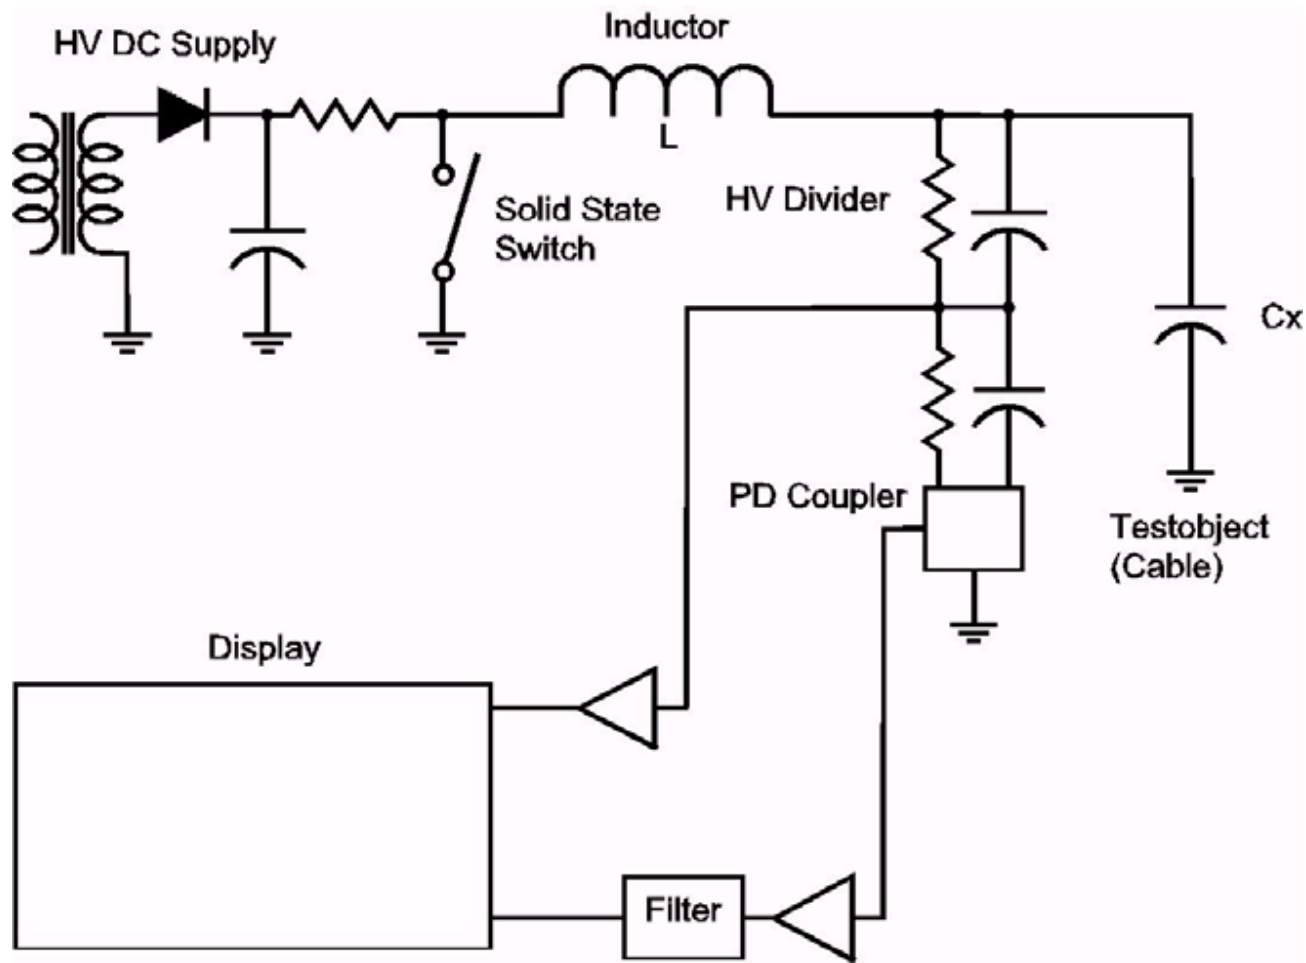 HV DC Supply
Inductor
L
HV Divider
Solid State
Switch
Cx
PD Coupler
Testobject
(Cable)
Display
Filter